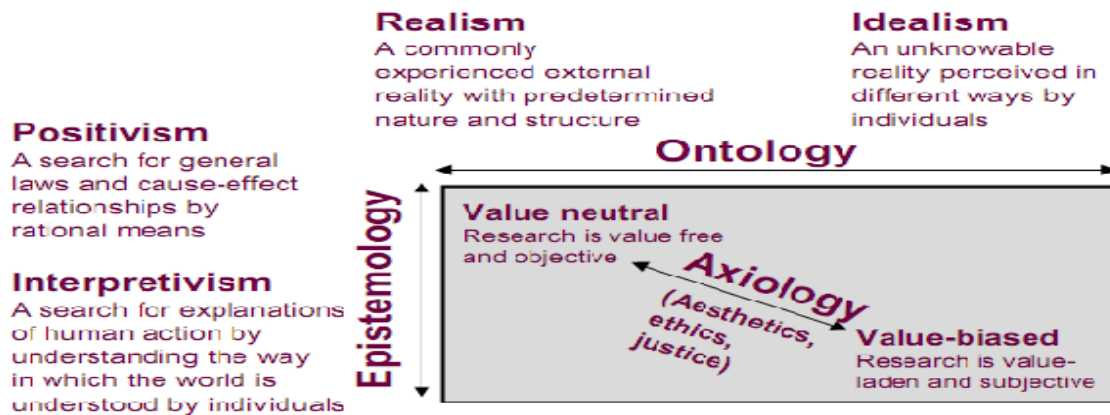 Realism
A commonly
experienced external
reality with predetermined
nature and structure
Idealism
An unknowable
reality perceived in
different ways by
individuals
Positivism
A search for general
laws and cause-effect
relationships by
rational means
Interpretivism
A search for explanations
of human action by
understanding the way
in which the world is
understood by individuals
Ontology
Epistemology
Value neutral
Research is value free
and objective
Axiology
(Aesthetics,
ethics,
justice)
Value-biased
Research is value-
laden and subjective